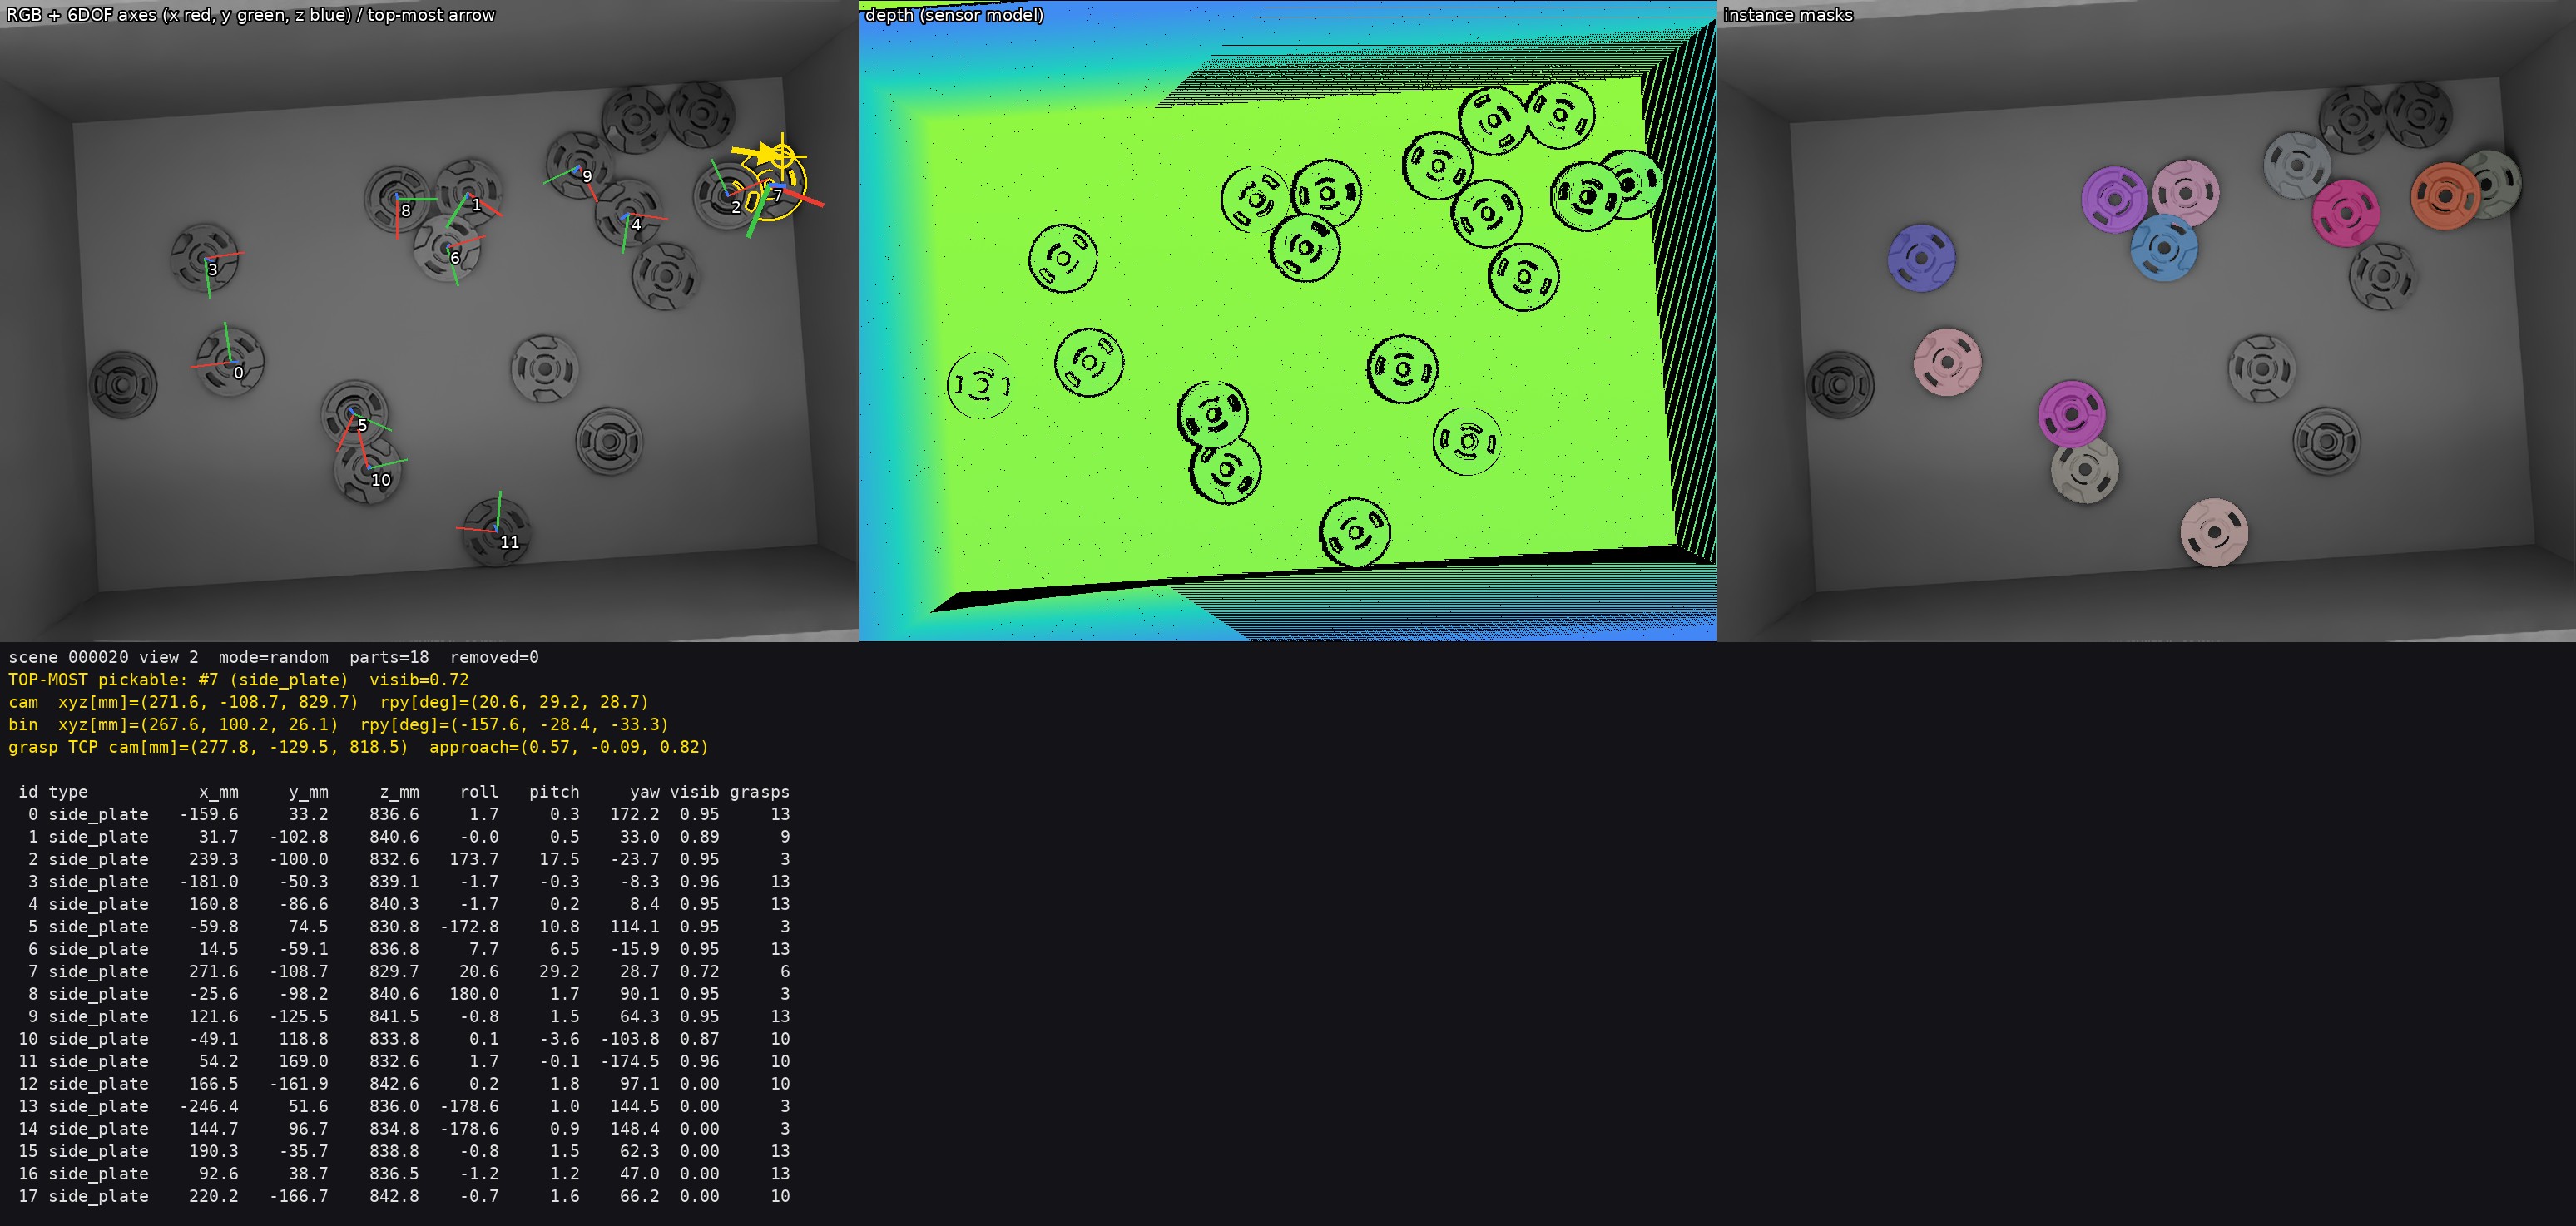 RGB + 6DOF axes (x red, y green, z blue) / top-most arrow
depth (sensor model)
instance masks
9
8
1
2
7
4
6
3
0
5
10
11
scene 000020 view 2  mode=random  parts=18  removed=0
TOP-MOST pickable: #7 (side_plate)  visib=0.72
cam  xyz[mm]=(271.6, -108.7, 829.7)  rpy[deg]=(20.6, 29.2, 28.7)
bin  xyz[mm]=(267.6, 100.2, 26.1)  rpy[deg]=(-157.6, -28.4, -33.3)
grasp TCP cam[mm]=(277.8, -129.5, 818.5)  approach=(0.57, -0.09, 0.82)
id type x_mm y_mm z_mm roll pitch yaw visib grasps
0 side_plate -159.6 33.2 836.6 1.7 0.3 172.2 0.95 13
1 side_plate 31.7 -102.8 840.6 -0.0 0.5 33.0 0.89 9
2 side_plate 239.3 -100.0 832.6 173.7 17.5 -23.7 0.95 3
3 side_plate -181.0 -50.3 839.1 -1.7 -0.3 -8.3 0.96 13
4 side_plate 160.8 -86.6 840.3 -1.7 0.2 8.4 0.95 13
5 side_plate -59.8 74.5 830.8 -172.8 10.8 114.1 0.95 3
6 side_plate 14.5 -59.1 836.8 7.7 6.5 -15.9 0.95 13
7 side_plate 271.6 -108.7 829.7 20.6 29.2 28.7 0.72 6
8 side_plate -25.6 -98.2 840.6 180.0 1.7 90.1 0.95 3
9 side_plate 121.6 -125.5 841.5 -0.8 1.5 64.3 0.95 13
10 side_plate -49.1 118.8 833.8 0.1 -3.6 -103.8 0.87 10
11 side_plate 54.2 169.0 832.6 1.7 -0.1 -174.5 0.96 10
12 side_plate 166.5 -161.9 842.6 0.2 1.8 97.1 0.00 10
13 side_plate -246.4 51.6 836.0 -178.6 1.0 144.5 0.00 3
14 side_plate 144.7 96.7 834.8 -178.6 0.9 148.4 0.00 3
15 side_plate 190.3 -35.7 838.8 -0.8 1.5 62.3 0.00 13
16 side_plate 92.6 38.7 836.5 -1.2 1.2 47.0 0.00 13
17 side_plate 220.2 -166.7 842.8 -0.7 1.6 66.2 0.00 10